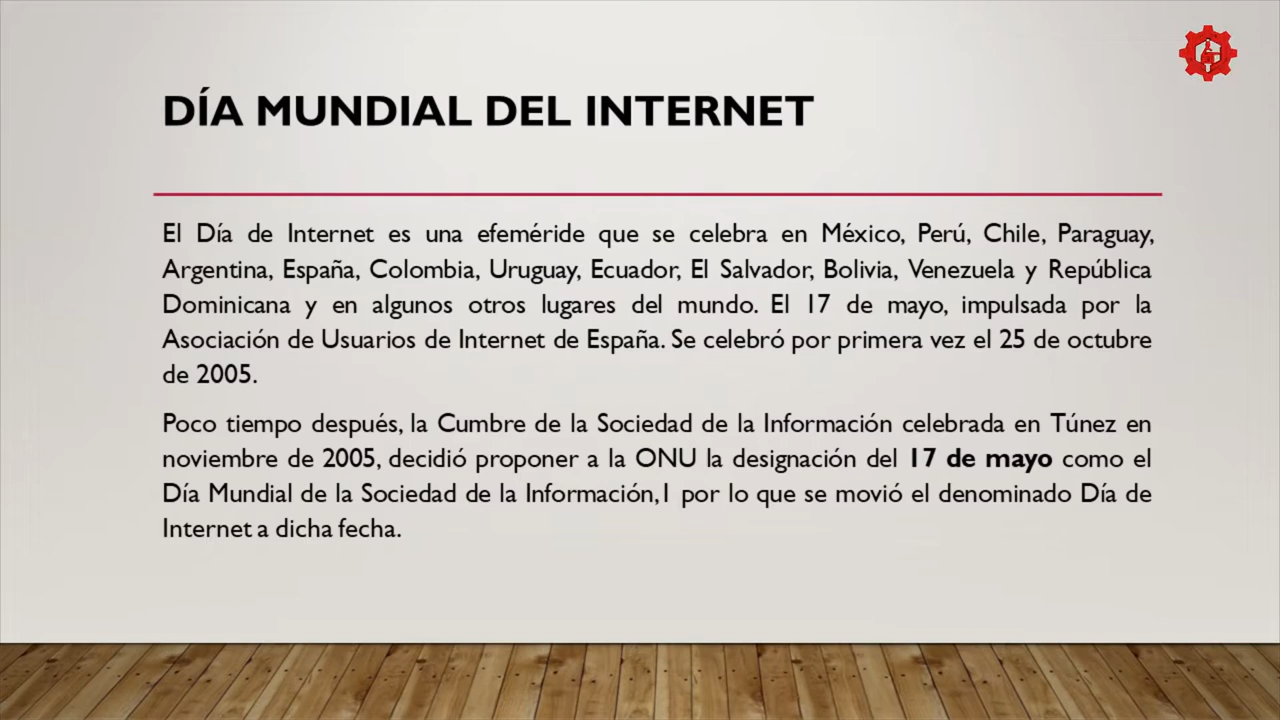 DÍA MUNDIAL DEL INTERNET
El Día de Internet es una efeméride que se celebra en México, Perú, Chile, Paraguay,
Argentina, España, Colombia, Uruguay, Ecuador, El Salvador, Bolivia, Venezuela y República
Dominicana y en algunos otros lugares del mundo. El 17 de mayo, impulsada por la
Asociación de Usuarios de Internet de España. Se celebró por primera vez el 25 de octubre
de 2005.
Poco tiempo después, la Cumbre de la Sociedad de la Información celebrada en Túnez en
noviembre de 2005, decidió proponer a la ONU la designación del 17 de mayo como el
Día Mundial de la Sociedad de la Información,1 por lo que se movió el denominado Día de
Internet a dicha fecha.